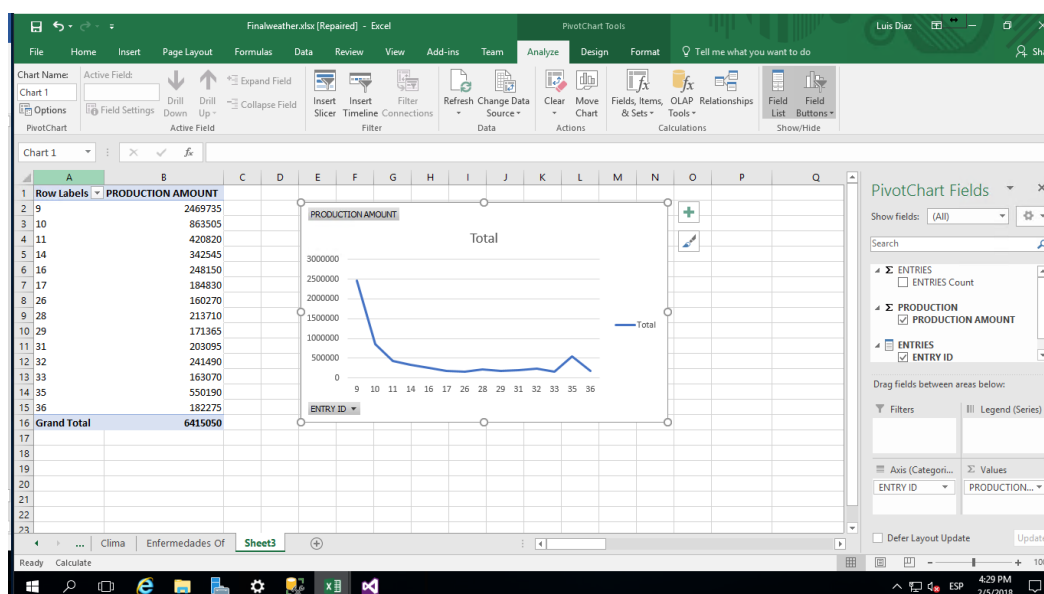 Finalweather.xlsx [Repaired] - Excel
PivotChart Tools
Luis Diaz
File Home Insert Page Layout Formulas Data Review View Add-ins Team Analyze Design Format Tell me what you want to do
Chart Name:
Chart 1
Options
PivotChart
Active Field:
Field Settings
Drill Down
Drill Up
Expand Field
Collapse Field
Active Field
Insert Slicer
Insert Timeline
Filter Connections
Filter
Refresh
Change Data Source
Data
Clear
Move Chart
Actions
Fields, Items, & Sets
OLAP Tools
Relationships
Calculations
Field List
Field Buttons
Show/Hide
Chart 1
fx
A B C D E F G H I J K L M N O P Q
1 Row Labels PRODUCTION AMOUNT
2 9 2469735
3 10 863505
4 11 420820
5 14 342545
6 16 248150
7 17 184830
8 26 160270
9 28 213710
10 29 171365
11 31 203095
12 32 241490
13 33 163070
14 35 550190
15 36 182275
16 Grand Total 6415050
17
18
19
20
21
22
23
PRODUCTION AMOUNT
Total
3000000
2500000
2000000
1500000
1000000
500000
0
9 10 11 14 16 17 26 28 29 31 32 33 35 36
Total
ENTRY ID
PivotChart Fields
Show fields: (All)
Search
Σ ENTRIES
ENTRIES Count
Σ PRODUCTION
PRODUCTION AMOUNT
ENTRIES
ENTRY ID
Drag fields between areas below:
Filters
Legend (Series)
Axis (Categori...
Σ Values
ENTRY ID
PRODUCTION...
Defer Layout Update
... Clima Enfermedades Of Sheet3
Ready Calculate
ESP
4:29 PM
2/5/2018